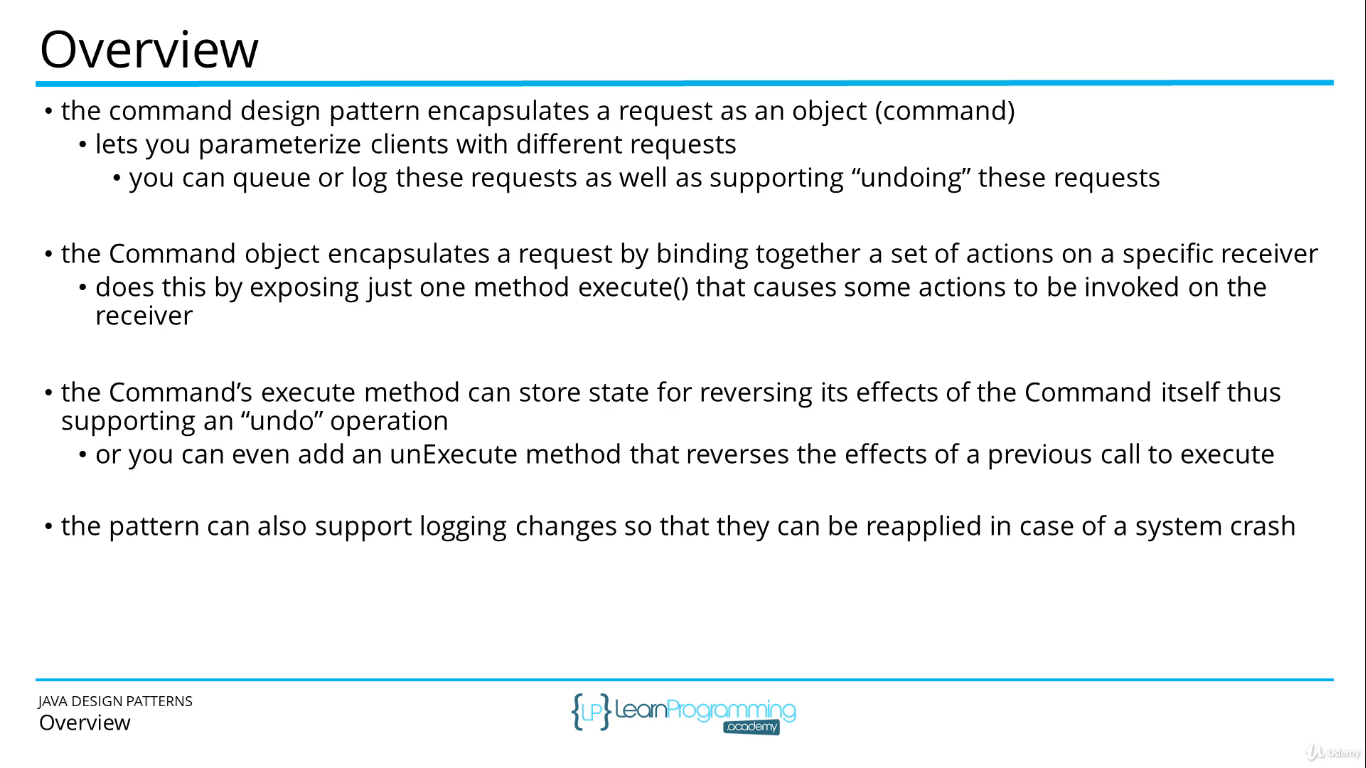 Overview
• the command design pattern encapsulates a request as an object (command)
• lets you parameterize clients with different requests
• you can queue or log these requests as well as supporting “undoing” these requests
• the Command object encapsulates a request by binding together a set of actions on a specific receiver
• does this by exposing just one method execute() that causes some actions to be invoked on the
receiver
• the Command’s execute method can store state for reversing its effects of the Command itself thus
supporting an “undo” operation
• or you can even add an unExecute method that reverses the effects of a previous call to execute
• the pattern can also support logging changes so that they can be reapplied in case of a system crash
JAVA DESIGN PATTERNS
Overview
{LP} LearnProgramming
.academy
Udemy